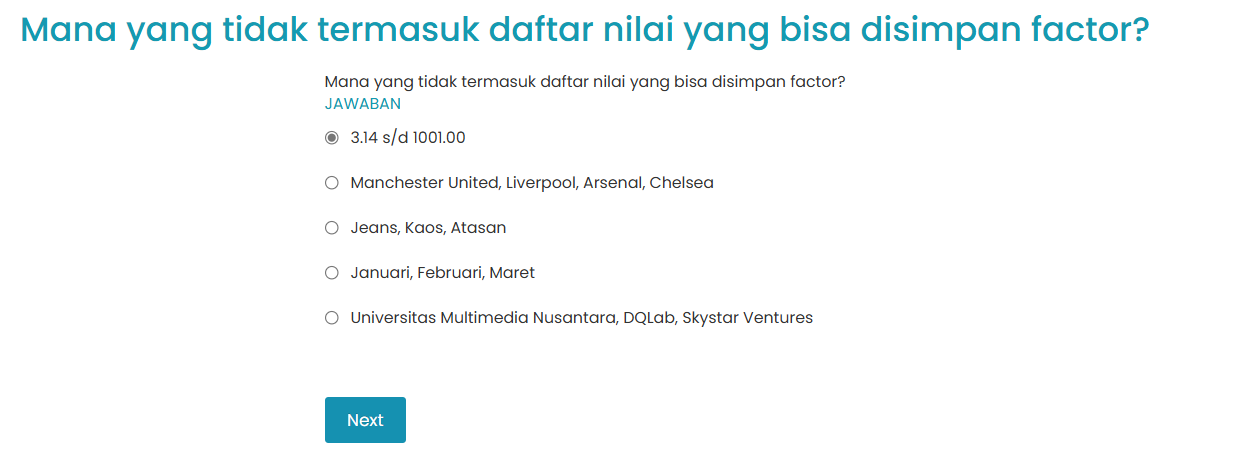 Mana yang tidak termasuk daftar nilai yang bisa disimpan factor?
Mana yang tidak termasuk daftar nilai yang bisa disimpan factor?
JAWABAN
3.14 s/d 1001.00
Manchester United, Liverpool, Arsenal, Chelsea
Jeans, Kaos, Atasan
Januari, Februari, Maret
Universitas Multimedia Nusantara, DQLab, Skystar Ventures
Next